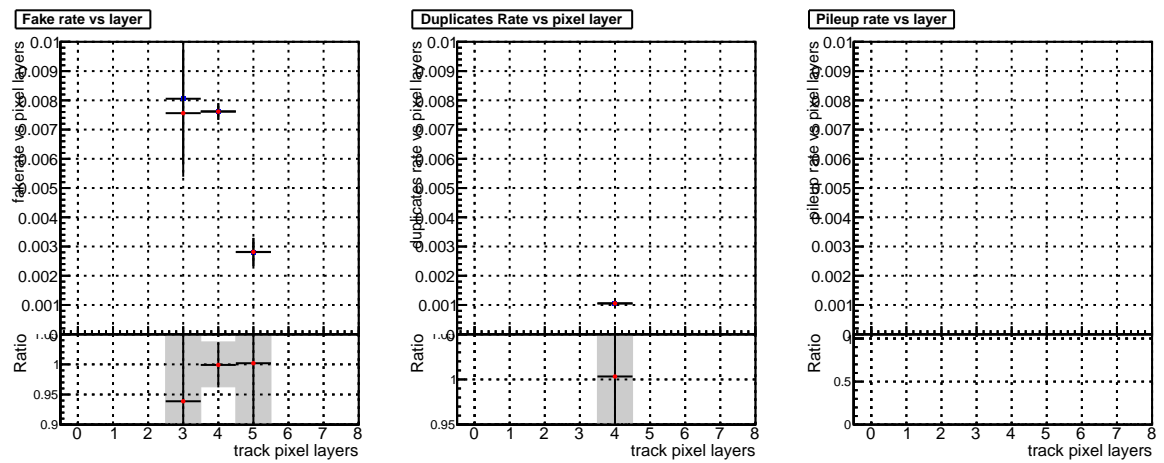 Fake rate vs layer
fakerate vs pixel layers
0.01
0.009
0.008
0.007
0.006
0.005
0.004
0.003
0.002
0.001
0
Ratio
1
0.95
0.9
0 1 2 3 4 5 6 7 8
track pixel layers
Duplicates Rate vs pixel layer
duplicates rate vs pixel layers
0.01
0.009
0.008
0.007
0.006
0.005
0.004
0.003
0.002
0.001
0
Ratio
1
0.95
0 1 2 3 4 5 6 7 8
track pixel layers
Pileup rate vs layer
pileup rate vs pixel layers
0.01
0.009
0.008
0.007
0.006
0.005
0.004
0.003
0.002
0.001
0
Ratio
1
0.5
0
0 1 2 3 4 5 6 7 8
track pixel layers